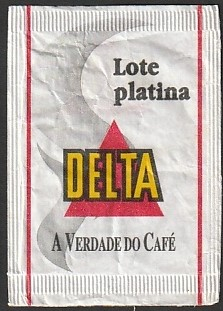 Lote
platina
DELTA
A VERDADE DO CAFÉ